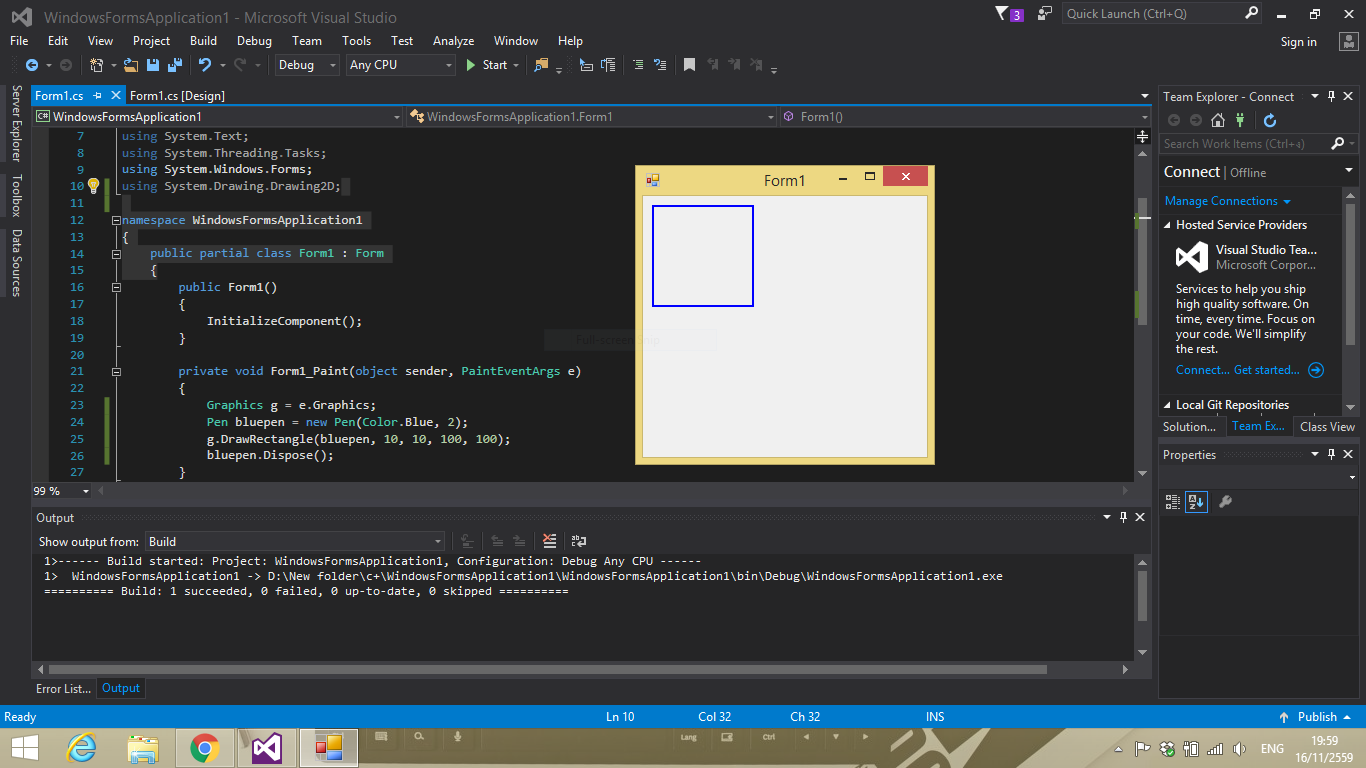 WindowsFormsApplication1 - Microsoft Visual Studio
3
Quick Launch (Ctrl+Q)
File Edit View Project Build Debug Team Tools Test Analyze Window Help
Sign in
Debug Any CPU Start
Server Explorer
Toolbox
Data Sources
Form1.cs Form1.cs [Design]
C# WindowsFormsApplication1 WindowsFormsApplication1.Form1 Form1()
7 using System.Text;
8 using System.Threading.Tasks;
9 using System.Windows.Forms;
10 using System.Drawing.Drawing2D;
11
12 namespace WindowsFormsApplication1
13 {
14 public partial class Form1 : Form
15 {
16 public Form1()
17 {
18 InitializeComponent();
19 }
20
21 private void Form1_Paint(object sender, PaintEventArgs e)
22 {
23 Graphics g = e.Graphics;
24 Pen bluepen = new Pen(Color.Blue, 2);
25 g.DrawRectangle(bluepen, 10, 10, 100, 100);
26 bluepen.Dispose();
27 }
99 %
Form1
Team Explorer - Connect
Search Work Items (Ctrl+4)
Connect | Offline
Manage Connections
Hosted Service Providers
Visual Studio Tea...
Microsoft Corpor...
Services to help you ship
high quality software. On
time, every time. Focus on
your code. We'll simplify
the rest.
Connect... Get started...
Local Git Repositories
Solution... Team Ex... Class View
Properties
Output
Show output from: Build
1>------ Build started: Project: WindowsFormsApplication1, Configuration: Debug Any CPU ------
1> WindowsFormsApplication1 -> D:\New folder\c+\WindowsFormsApplication1\WindowsFormsApplication1\bin\Debug\WindowsFormsApplication1.exe
========== Build: 1 succeeded, 0 failed, 0 up-to-date, 0 skipped ==========
Error List... Output
Ready Ln 10 Col 32 Ch 32 INS Publish
Lang Ctrl
ENG
19:59
16/11/2559